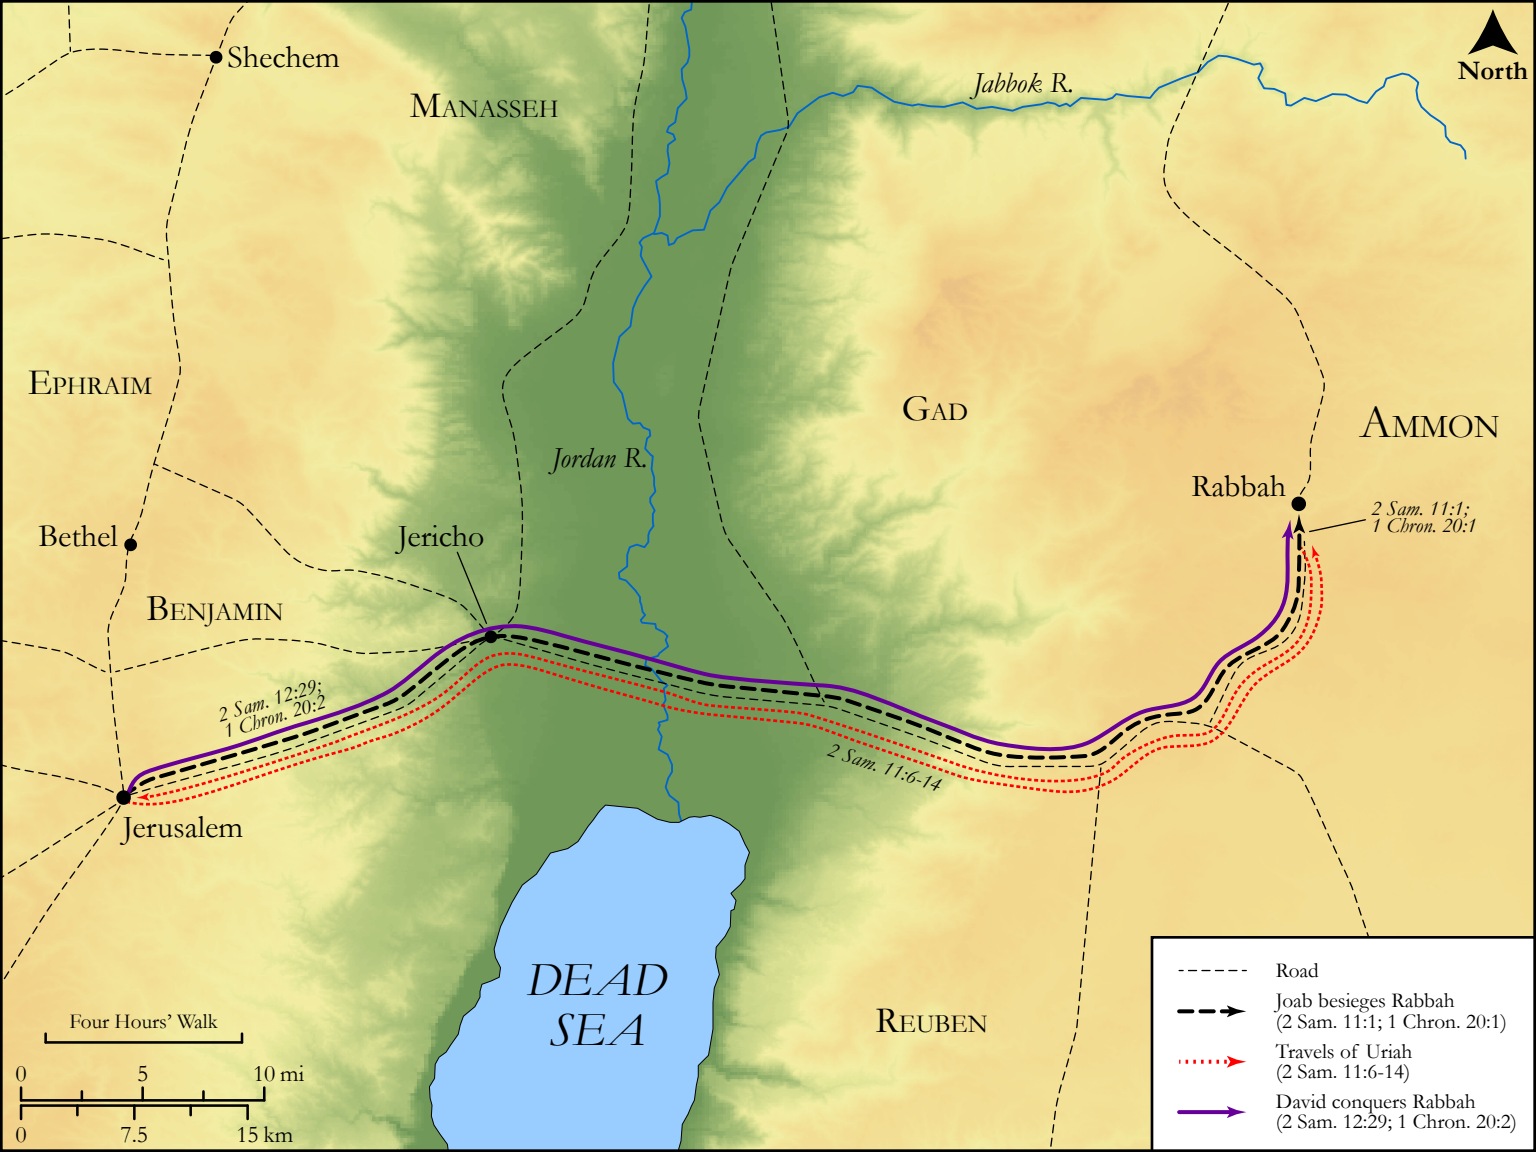 Shechem
MANASSEH
Jabbok R.
North
EPHRAIM
GAD
AMMON
Jordan R.
Rabbah
2 Sam. 11:1;
1 Chron. 20:1
Bethel
Jericho
BENJAMIN
2 Sam. 12:29;
1 Chron. 20:2
2 Sam. 11:6-14
Jerusalem
DEAD
SEA
REUBEN
Four Hours' Walk
0 5 10 mi
0 7.5 15 km
Road
Joab besieges Rabbah
(2 Sam. 11:1; 1 Chron. 20:1)
Travels of Uriah
(2 Sam. 11:6-14)
David conquers Rabbah
(2 Sam. 12:29; 1 Chron. 20:2)